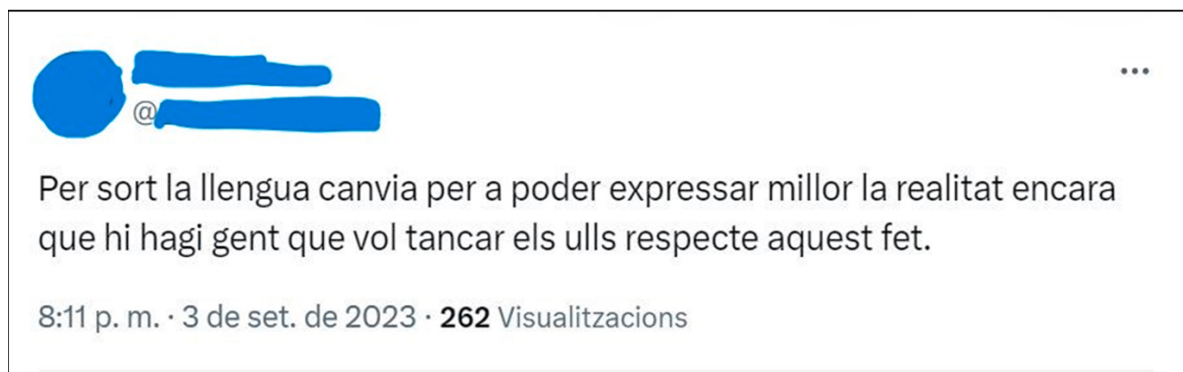 @
Per sort la llengua canvia per a poder expressar millor la realitat encara
que hi hagi gent que vol tancar els ulls respecte aquest fet.
8:11 p. m. · 3 de set. de 2023 · 262 Visualitzacions